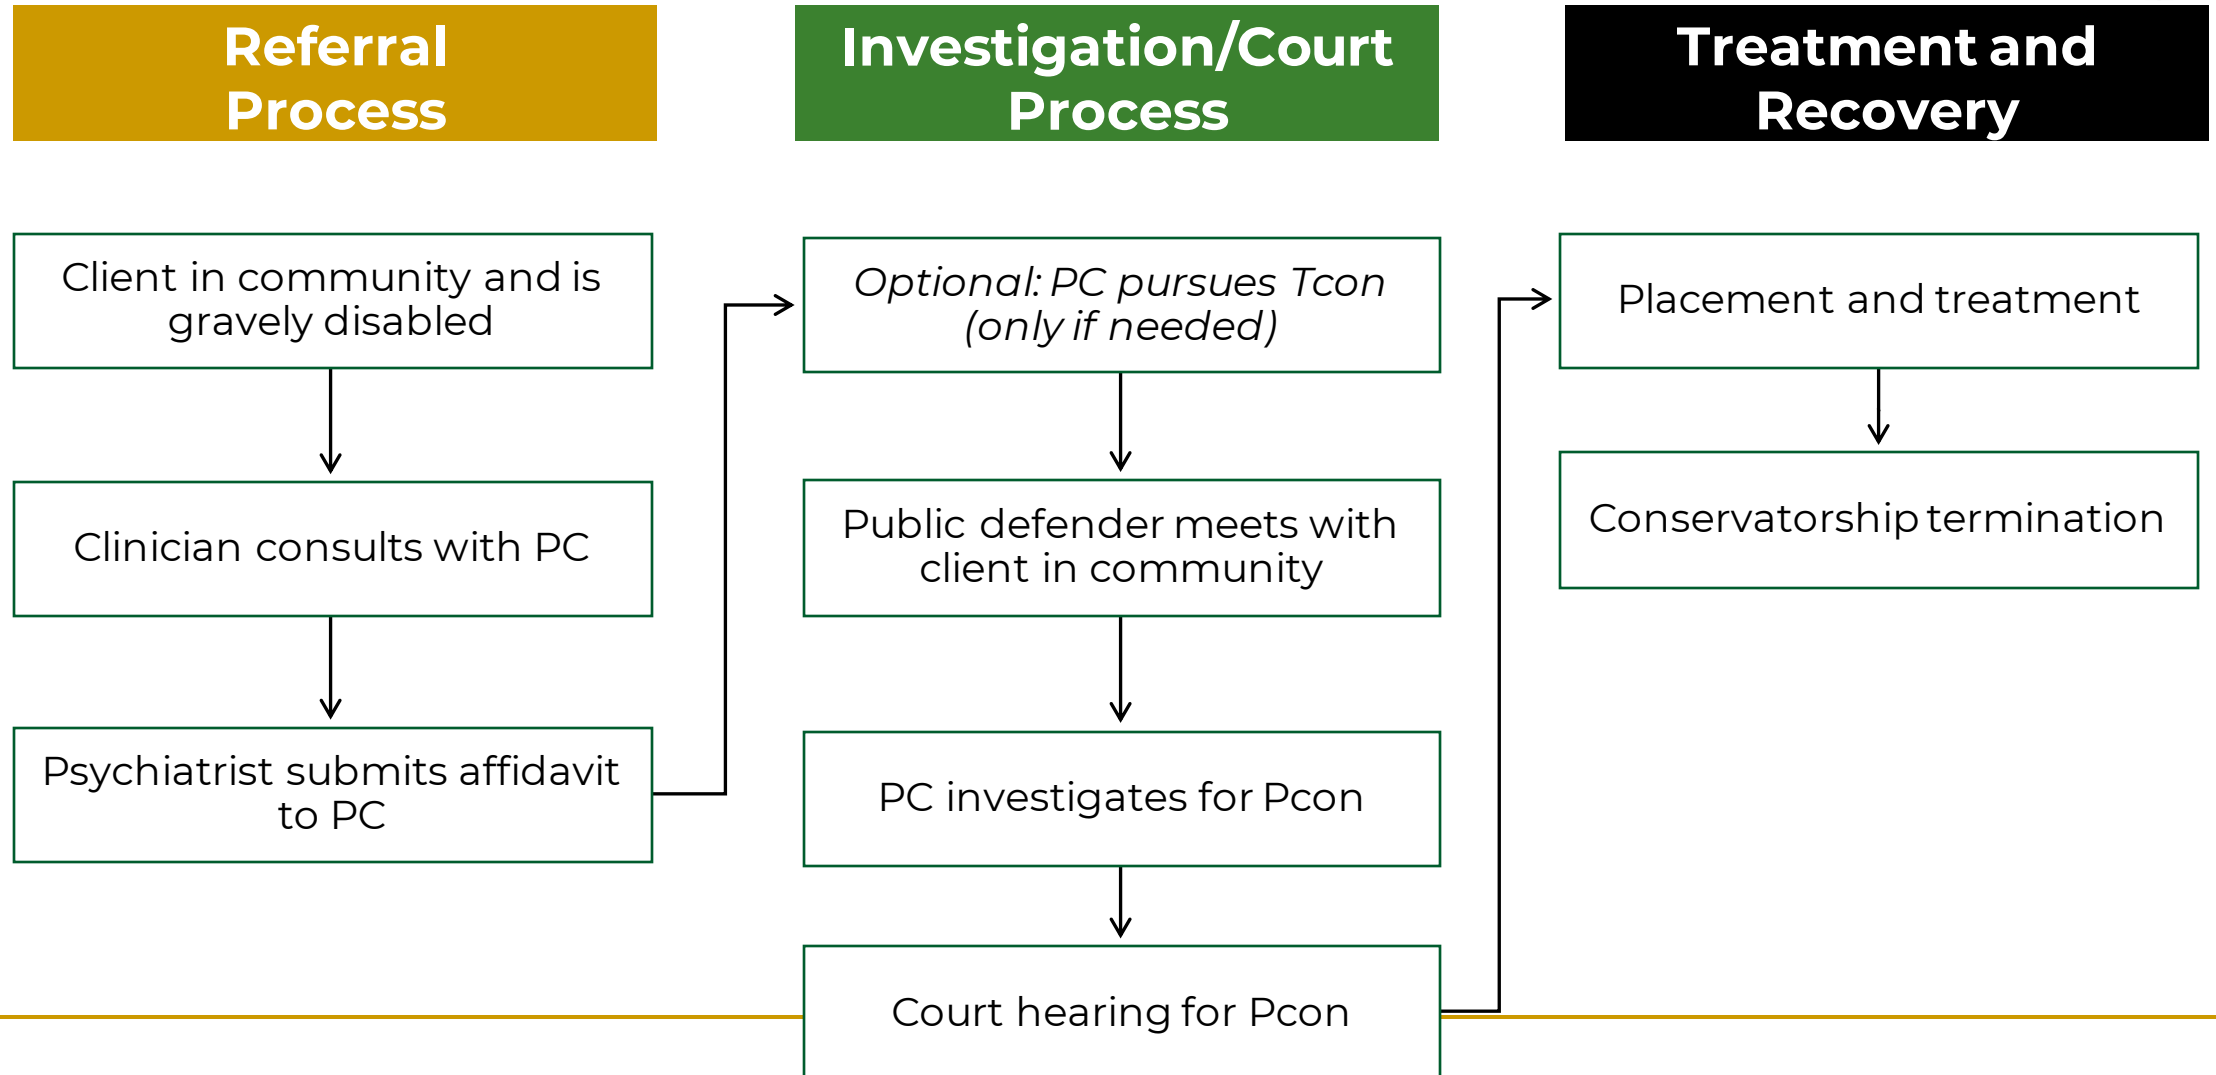 Referral
Process
Client in community and is
gravely disabled
Clinician consults with PC
Psychiatrist submits affidavit
to PC
Investigation/Court
Process
Optional: PC pursues Tcon
(only if needed)
Public defender meets with
client in community
PC investigates for Pcon
Court hearing for Pcon
Treatment and
Recovery
Placement and treatment
Conservatorship termination